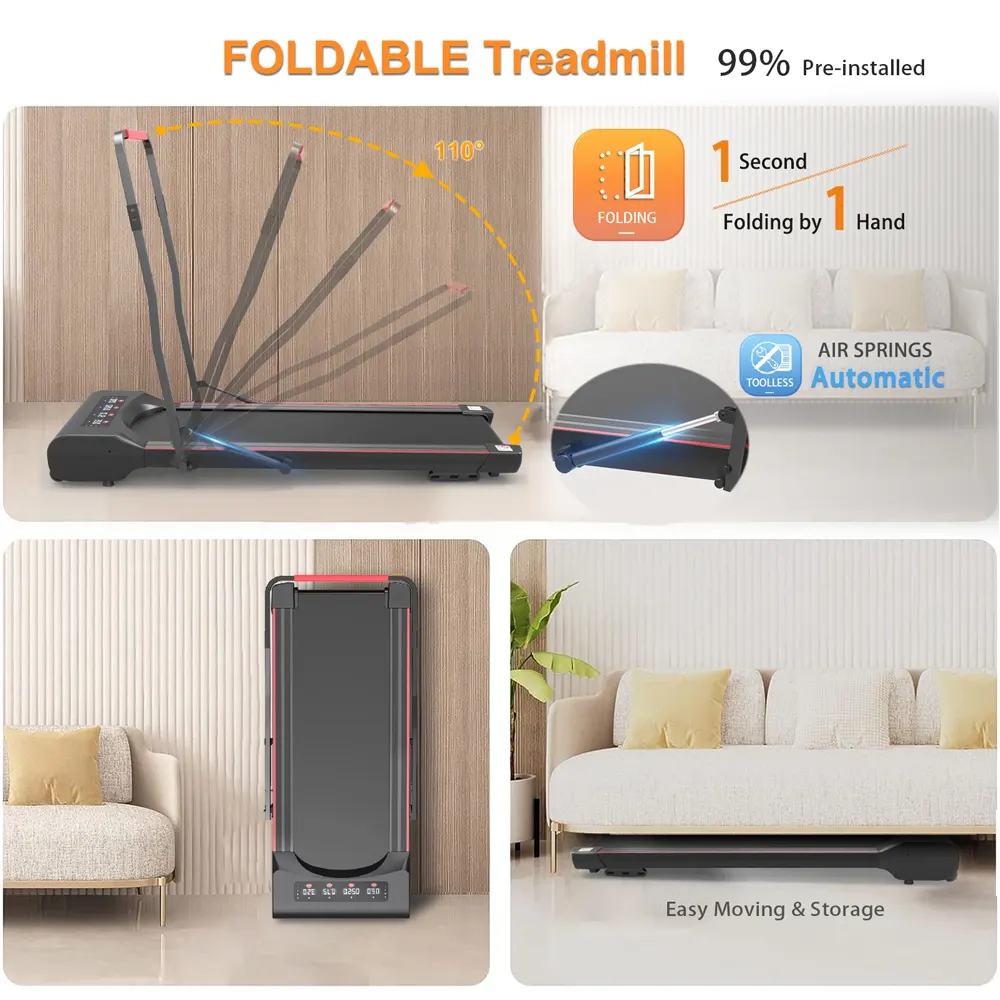 FOLDABLE Treadmill 99% Pre-installed
110°
FOLDING
1 Second
Folding by 1 Hand
TOOLLESS
AIR SPRINGS
Automatic
Easy Moving & Storage